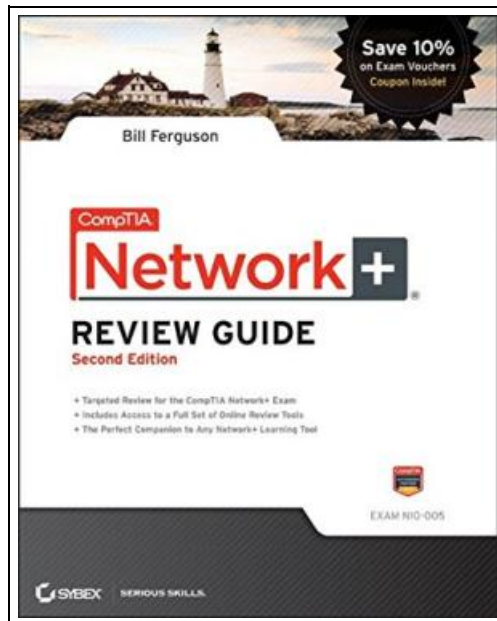 Save 10%
on Exam Vouchers
Coupon Inside!
Bill Ferguson
CompTIA
Network+
®
REVIEW GUIDE
Second Edition
+ Targeted Review for the CompTIA Network+ Exam
+ Includes Access to a Full Set of Online Review Tools
+ The Perfect Companion to Any Network+ Learning Tool
CompTIA
EXAM N10-005
SYBEX SERIOUS SKILLS.